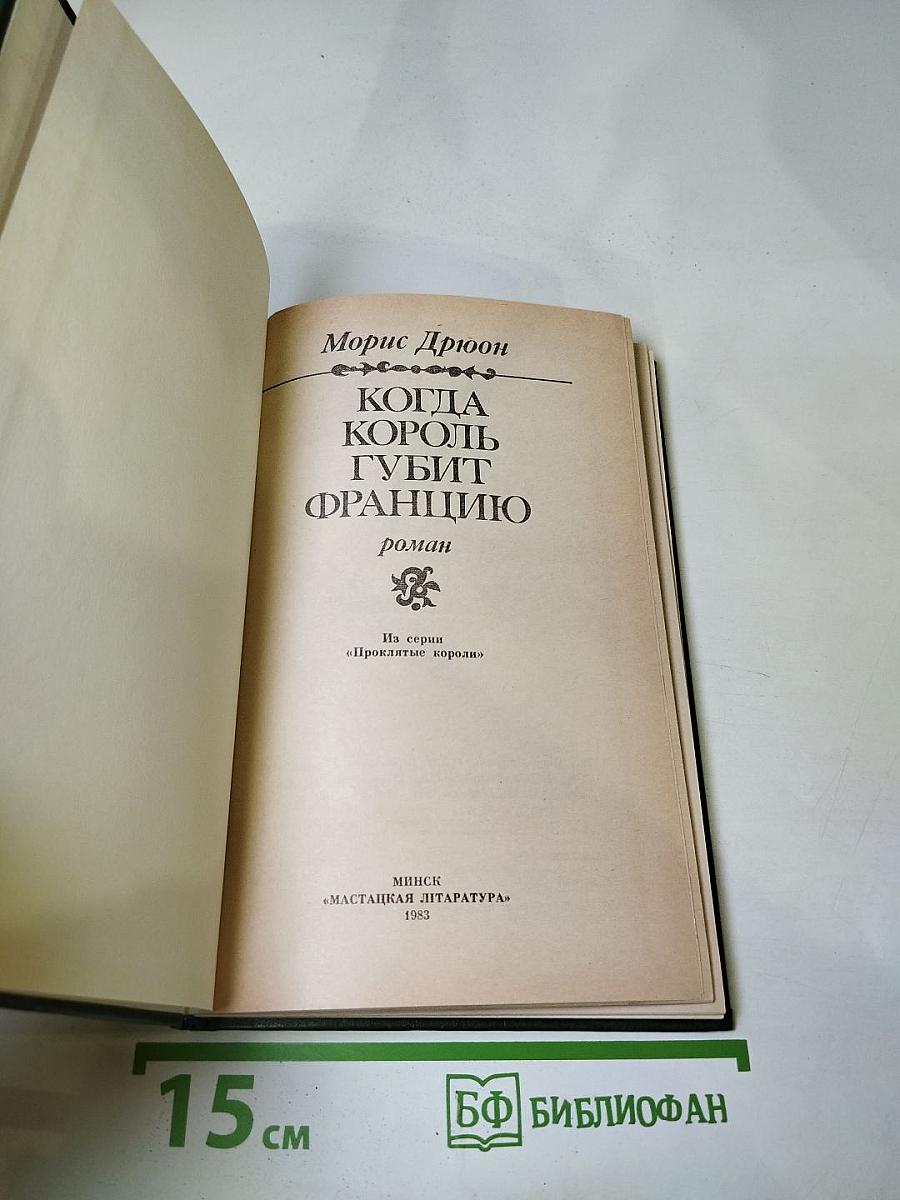 Морис Дрюон
КОГДА
КОРОЛЬ
ГУБИТ
ФРАНЦИЮ
роман
Из серии
«Проклятые короли»
МИНСК
«МАСТАЦКАЯ ЛІТАРАТУРА»
1983
15 см
БФ БИБЛИОФАН